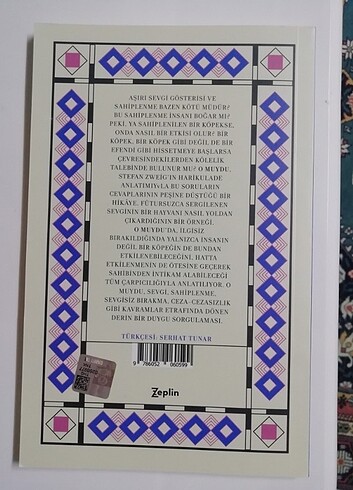 AŞIRI SEVGİ GÖSTERİSİ VE
SAHİPLENME BAZEN KÖTÜ MÜDÜR?
BU SAHİPLENME İNSANI BOĞAR MI?
PEKİ, YA SAHİPLENİLEN BİR KÖPEKSE,
ONDA NASIL BİR ETKİSİ OLUR? BİR
KÖPEK, BİR KÖPEK GİBİ DEĞİL DE BİR
EFENDİ GİBİ HİSSETMEYE BAŞLARSA
ÇEVRESİNDEKİLERDEN KÖLELİK
TALEBİNDE BULUNUR MU? O MUYDU,
STEFAN ZWEIG'IN HARİKULADE
ANLATIMIYLA BU SORULARIN
CEVAPLARININ PEŞİNE DÜŞTÜĞÜ BİR
HİKÂYE. FÜTURSUZCA SERGİLENEN
SEVGİNİN BİR HAYVANI NASIL YOLDAN
ÇIKARDIĞININ BİR ÖRNEĞİ.
O MUYDU'DA, İLGİSİZ
BIRAKILDIĞINDA YALNIZCA İNSANIN
DEĞİL BİR KÖPEĞİN DE BUNDAN
ETKİLENEBİLECEĞİNİ, HATTA
ETKİLENMENİN DE ÖTESİNE GEÇEREK
SAHİBİNDEN İNTİKAM ALABİLECEĞİ
TÜM ÇARPICILIĞIYLA ANLATILIYOR. O
MUYDU, SEVGİ, SAHİPLENME,
SEVGİSİZ BIRAKMA, CEZA-CEZASIZLIK
GİBİ KAVRAMLAR ETRAFINDA DÖNEN
DERİN BİR DUYGU SORGULAMASI.
TÜRKÇESİ: SERHAT TUNAR
9 786052 060599
Zeplin